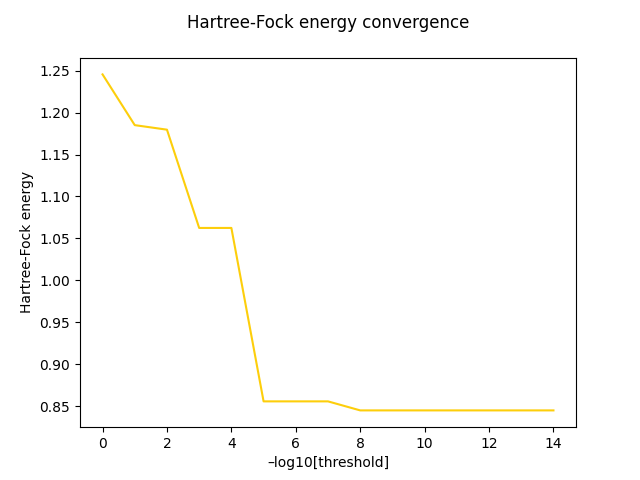 Hartree-Fock energy convergence
1.25
1.20
1.15
1.10
1.05
1.00
0.95
0.90
0.85
Hartree-Fock energy
0 2 4 6 8 10 12 14
–log10[threshold]